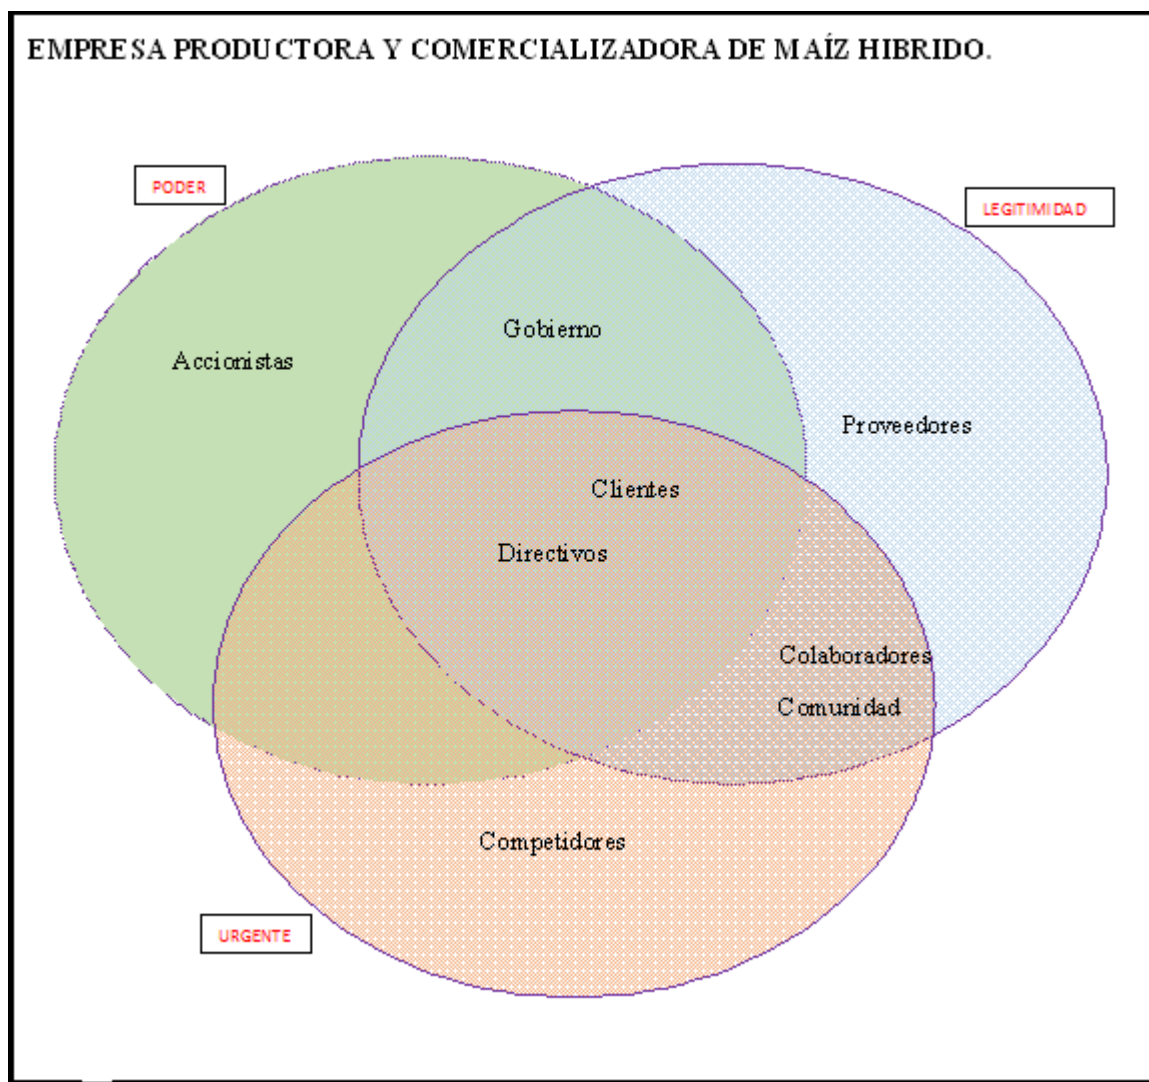 EMPRESA PRODUCTORA Y COMERCIALIZADORA DE MAÍZ HIBRIDO.
PODER
LEGITIMIDAD
Gobierno
Accionistas
Proveedores
Clientes
Directivos
Colaboradores
Comunidad
Competidores
URGENTE